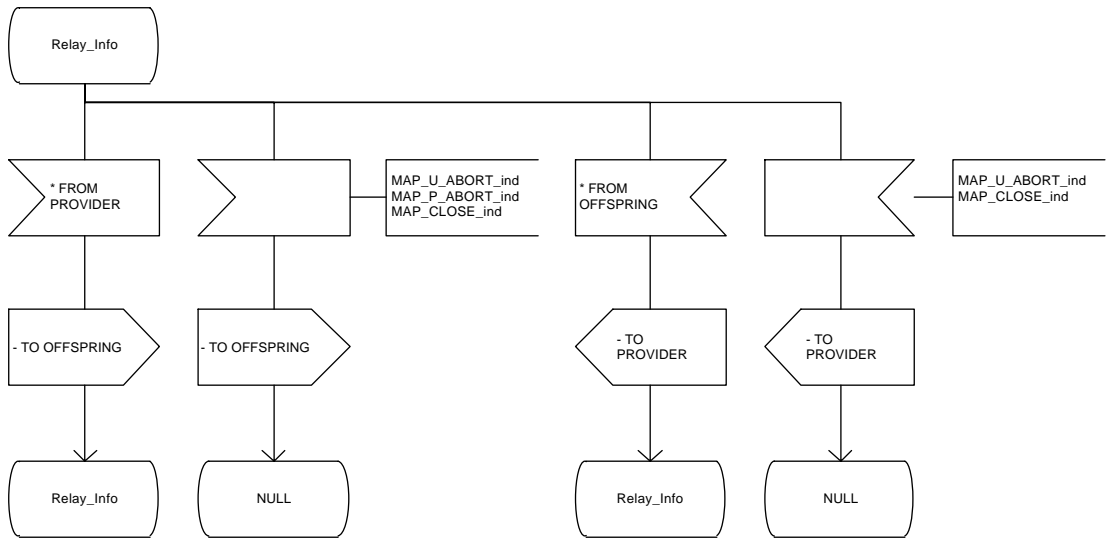 Relay_Info
* FROM
PROVIDER
MAP_U_ABORT_ind
MAP_P_ABORT_ind
MAP_CLOSE_ind
* FROM
OFFSPRING
MAP_U_ABORT_ind
MAP_CLOSE_ind
- TO OFFSPRING
- TO OFFSPRING
- TO
PROVIDER
- TO
PROVIDER
Relay_Info
NULL
Relay_Info
NULL